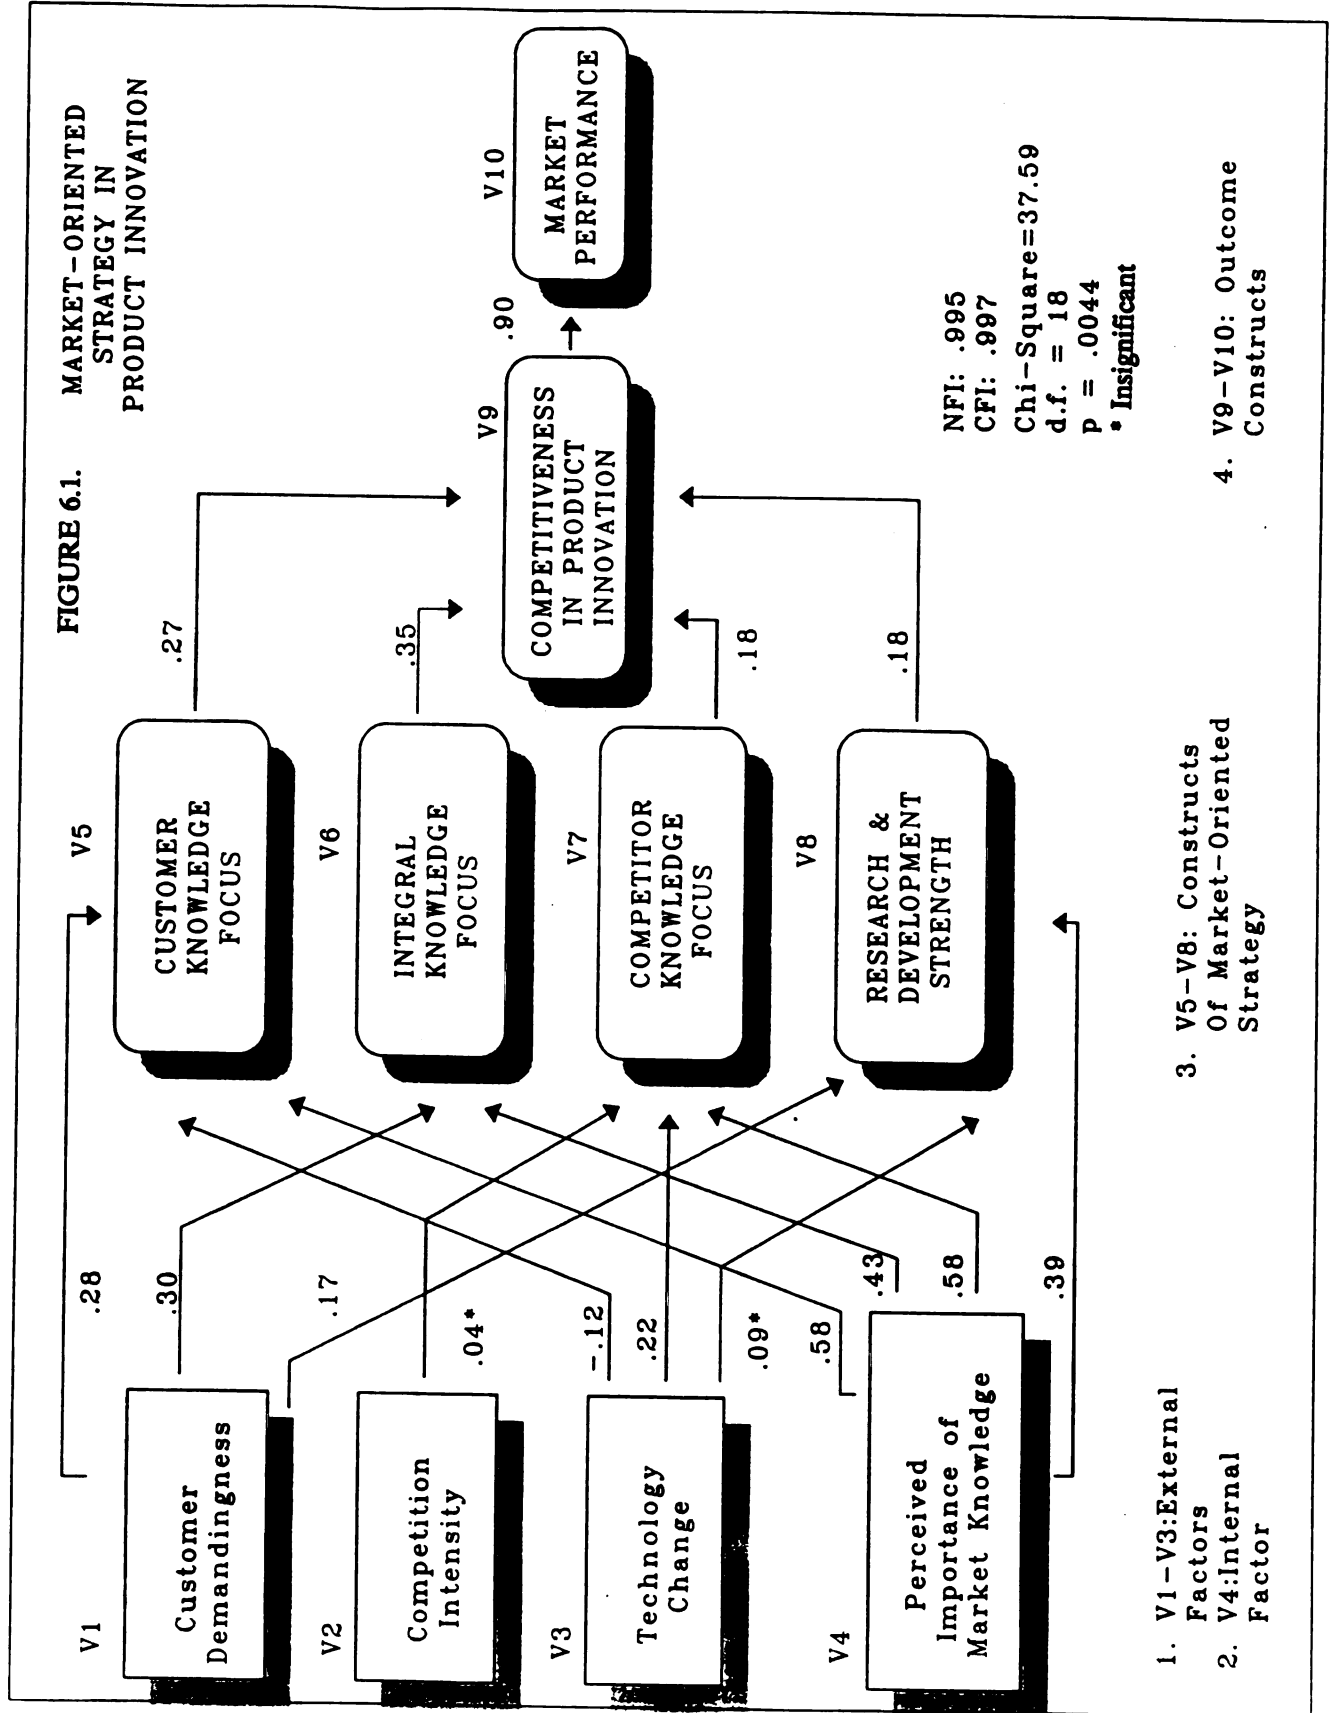 FIGURE 6.1.
MARKET-ORIENTED
STRATEGY IN
PRODUCT INNOVATION
V1
Customer
Demandingness
V2
Competition
Intensity
V3
Technology
Change
V4
Perceived
Importance of
Market Knowledge
.28
.30
.17
.04*
-.12
.22
.09*
.58
.43
.58
.39
V5
CUSTOMER
KNOWLEDGE
FOCUS
V6
INTEGRAL
KNOWLEDGE
FOCUS
V7
COMPETITOR
KNOWLEDGE
FOCUS
V8
RESEARCH &
DEVELOPMENT
STRENGTH
.27
.35
.18
.18
V9
COMPETITIVENESS
IN PRODUCT
INNOVATION
.90
V10
MARKET
PERFORMANCE
NFI: .995
CFI: .997
Chi-Square=37.59
d.f. = 18
p = .0044
* Insignificant
1. V1-V3:External
Factors
2. V4:Internal
Factor
3. V5-V8: Constructs
Of Market-Oriented
Strategy
4. V9-V10: Outcome
Constructs